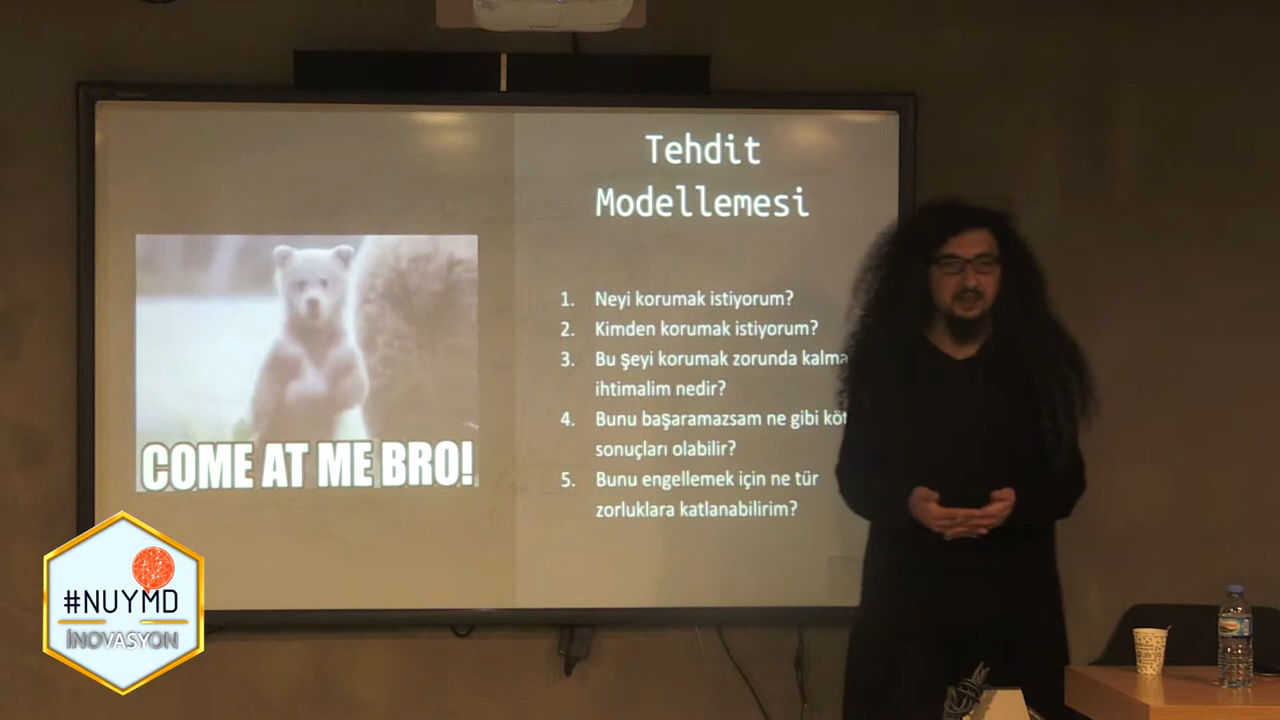 Tehdit
Modellemesi
1. Neyi korumak istiyorum?
2. Kimden korumak istiyorum?
3. Bu şeyi korumak zorunda kalma
ihtimalim nedir?
4. Bunu başaramazsam ne gibi köt
sonuçları olabilir?
5. Bunu engellemek için ne tür
zorluklara katlanabilirim?
COME AT ME BRO!
#NUYMD
İNOVASYON